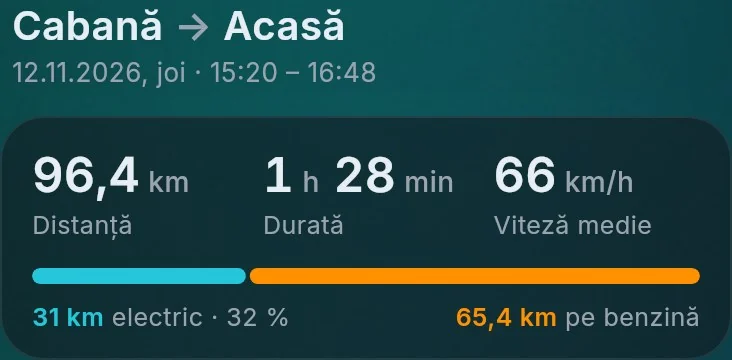 Cabană → Acasă
12.11.2026, joi · 15:20 – 16:48
96,4 km 1 h 28 min 66 km/h
Distanță Durată Viteză medie
31 km electric · 32 % 65,4 km pe benzină